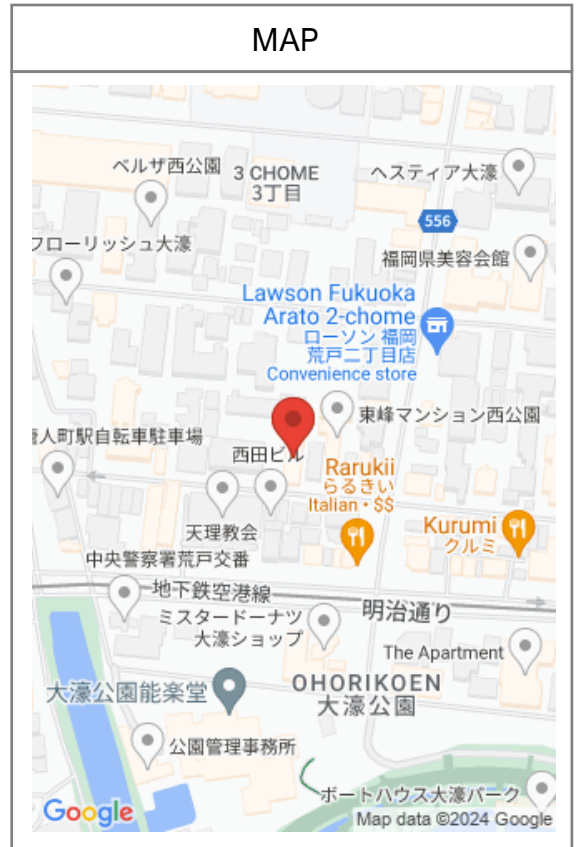 MAP
ベルザ西公園
3 CHOME
3丁目
ヘスティア大濠
556
フローリッシュ大濠
福岡県美容会館
Lawson Fukuoka
Arato 2-chome
ローソン 福岡
荒戸二丁目店
Convenience store
東峰マンション西公園
人町駅自転車駐車場
西田ビル
Rarukii
らるきい
Italian • $$
Kurumi
クルミ
天理教会
中央警察署荒戸交番
地下鉄空港線
明治通り
ミスタードーナツ
大濠ショップ
The Apartment
OHORIKOEN
大濠公園
大濠公園能楽堂
公園管理事務所
ボートハウス大濠パーク
Google
Map data ©2024 Google